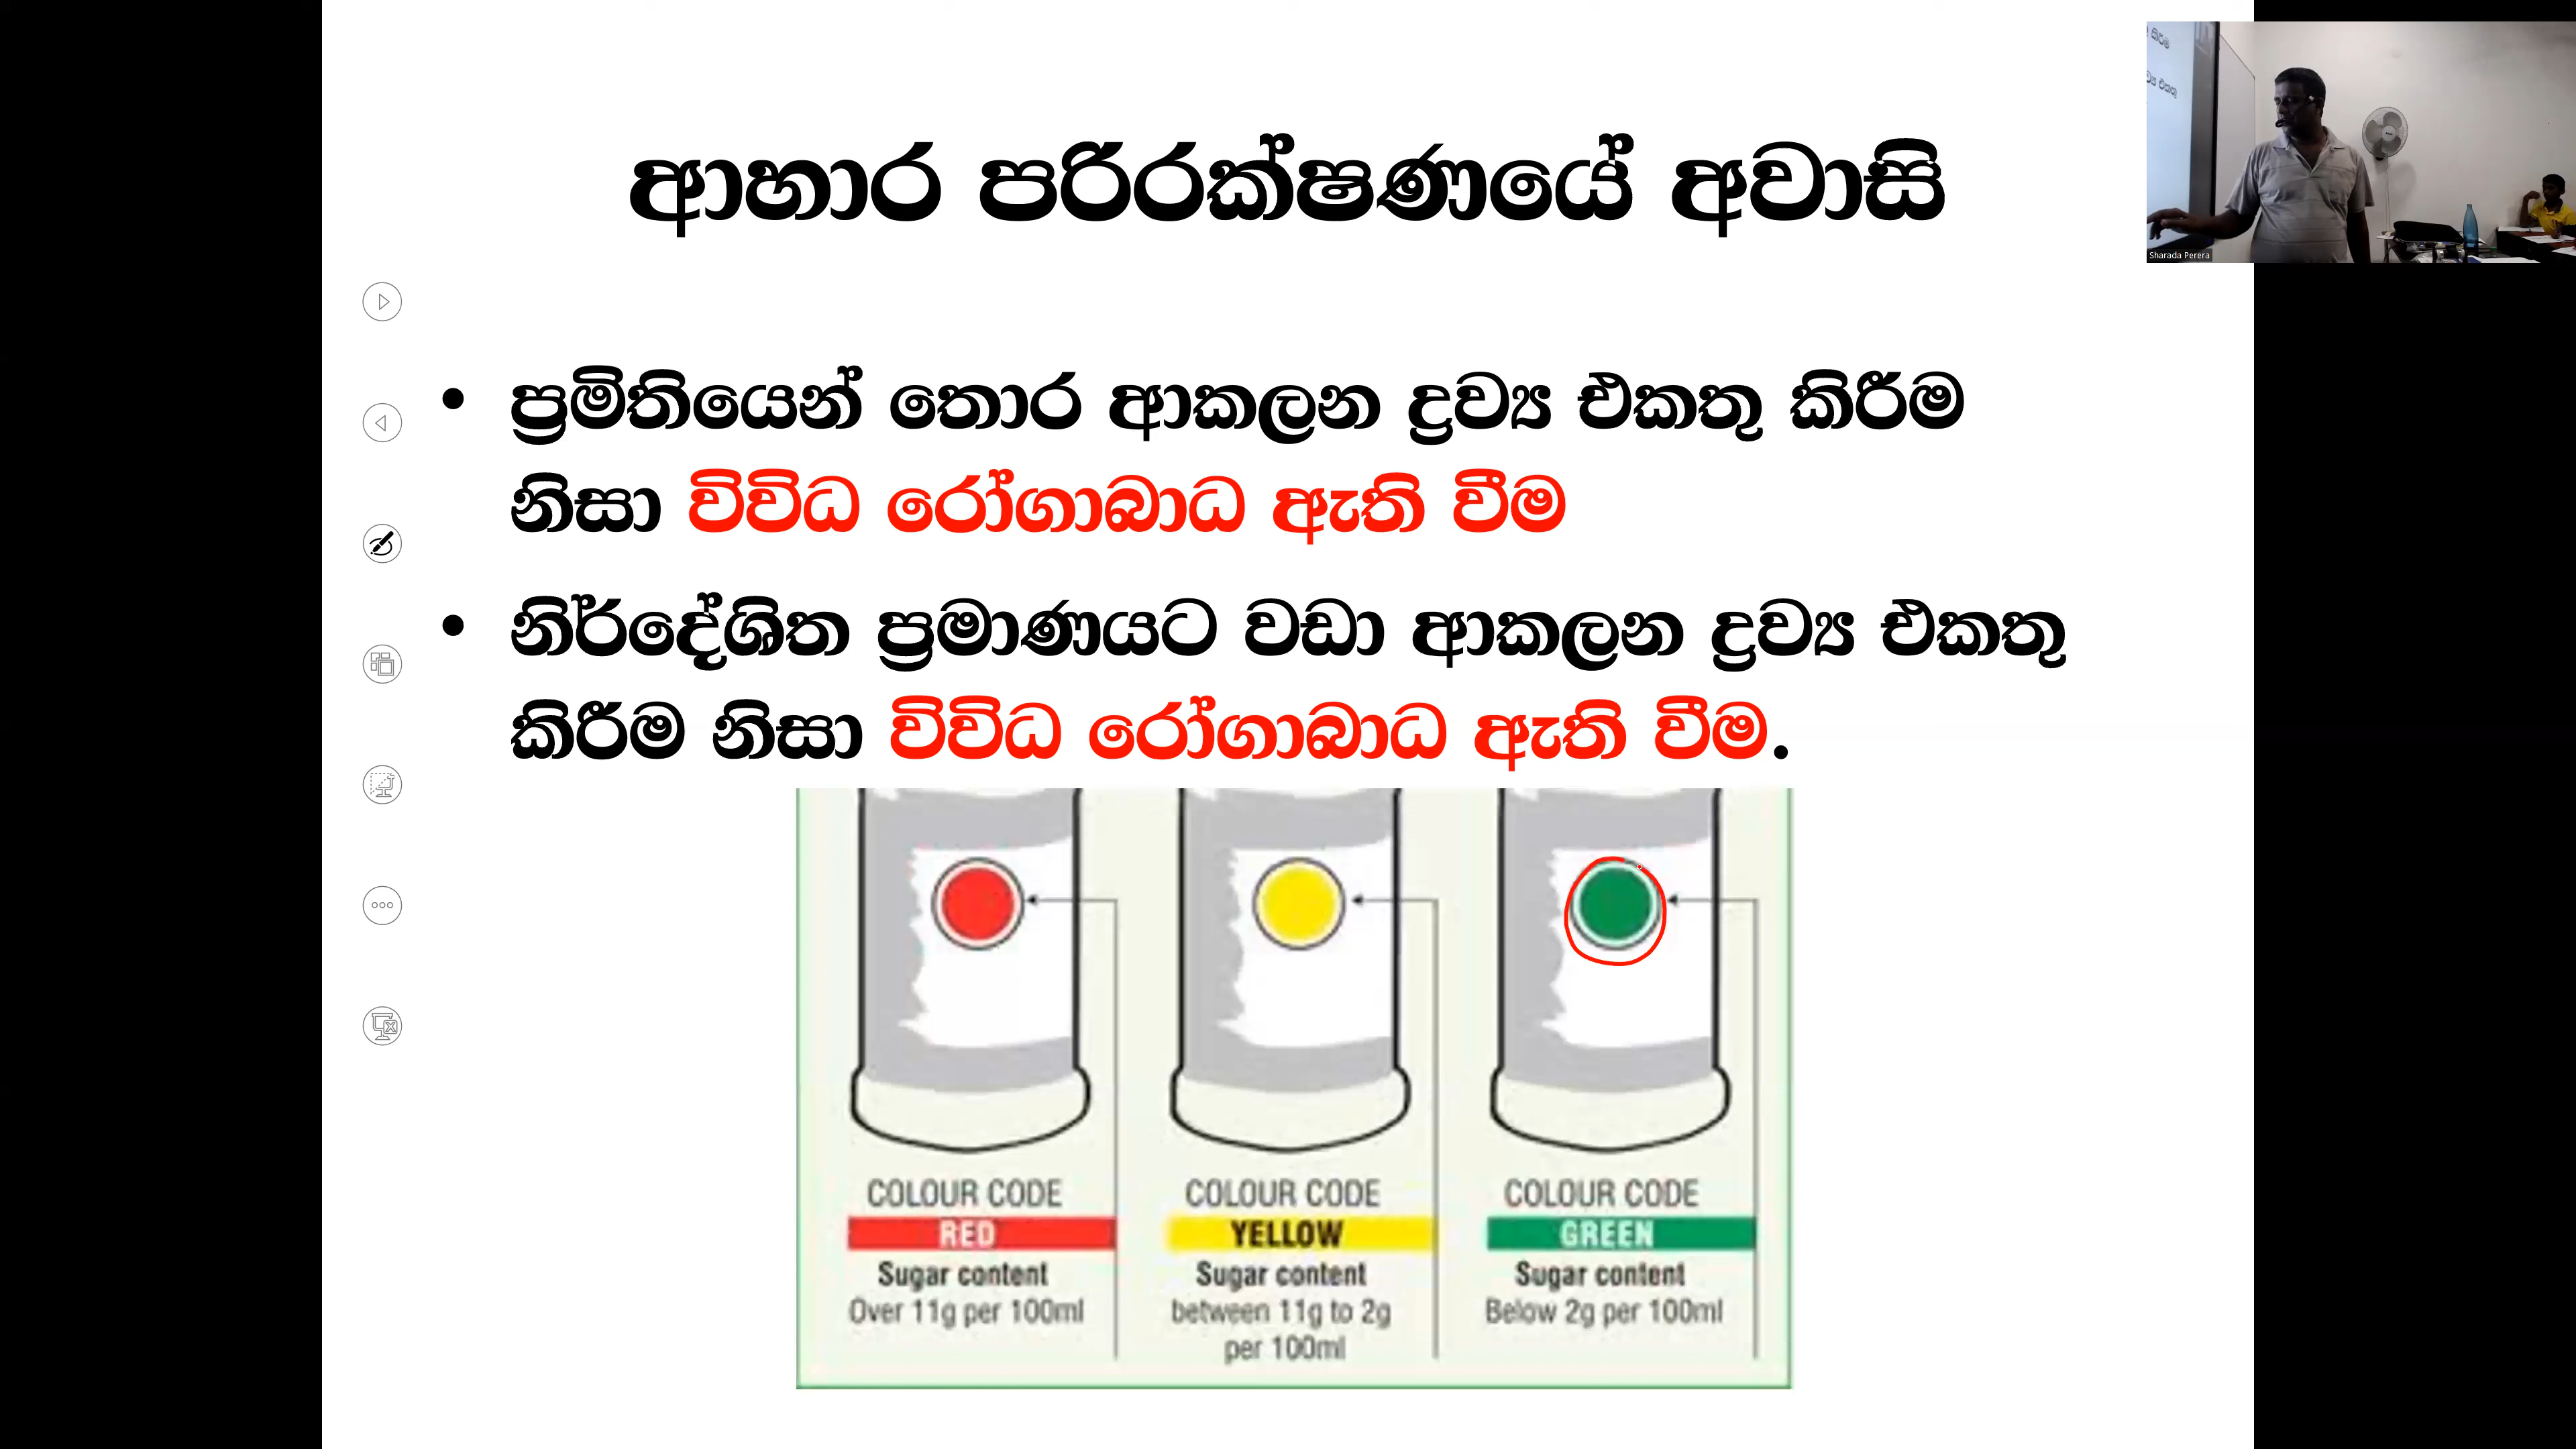 ආහාර පරිරක්ෂණයේ අවාසි
• ප්‍රමිතියෙන් තොර ආකලන ද්‍රව්‍ය එකතු කිරීම
නිසා විවිධ රෝගාබාධ ඇති වීම
• නිර්දේශිත ප්‍රමාණයට වඩා ආකලන ද්‍රව්‍ය එකතු
කිරීම නිසා විවිධ රෝගාබාධ ඇති වීම.
COLOUR CODE
RED
Sugar content
Over 11g per 100ml
COLOUR CODE
YELLOW
Sugar content
between 11g to 2g
per 100ml
COLOUR CODE
GREEN
Sugar content
Below 2g per 100ml
කිරීම
එකතු
Sharada Perera